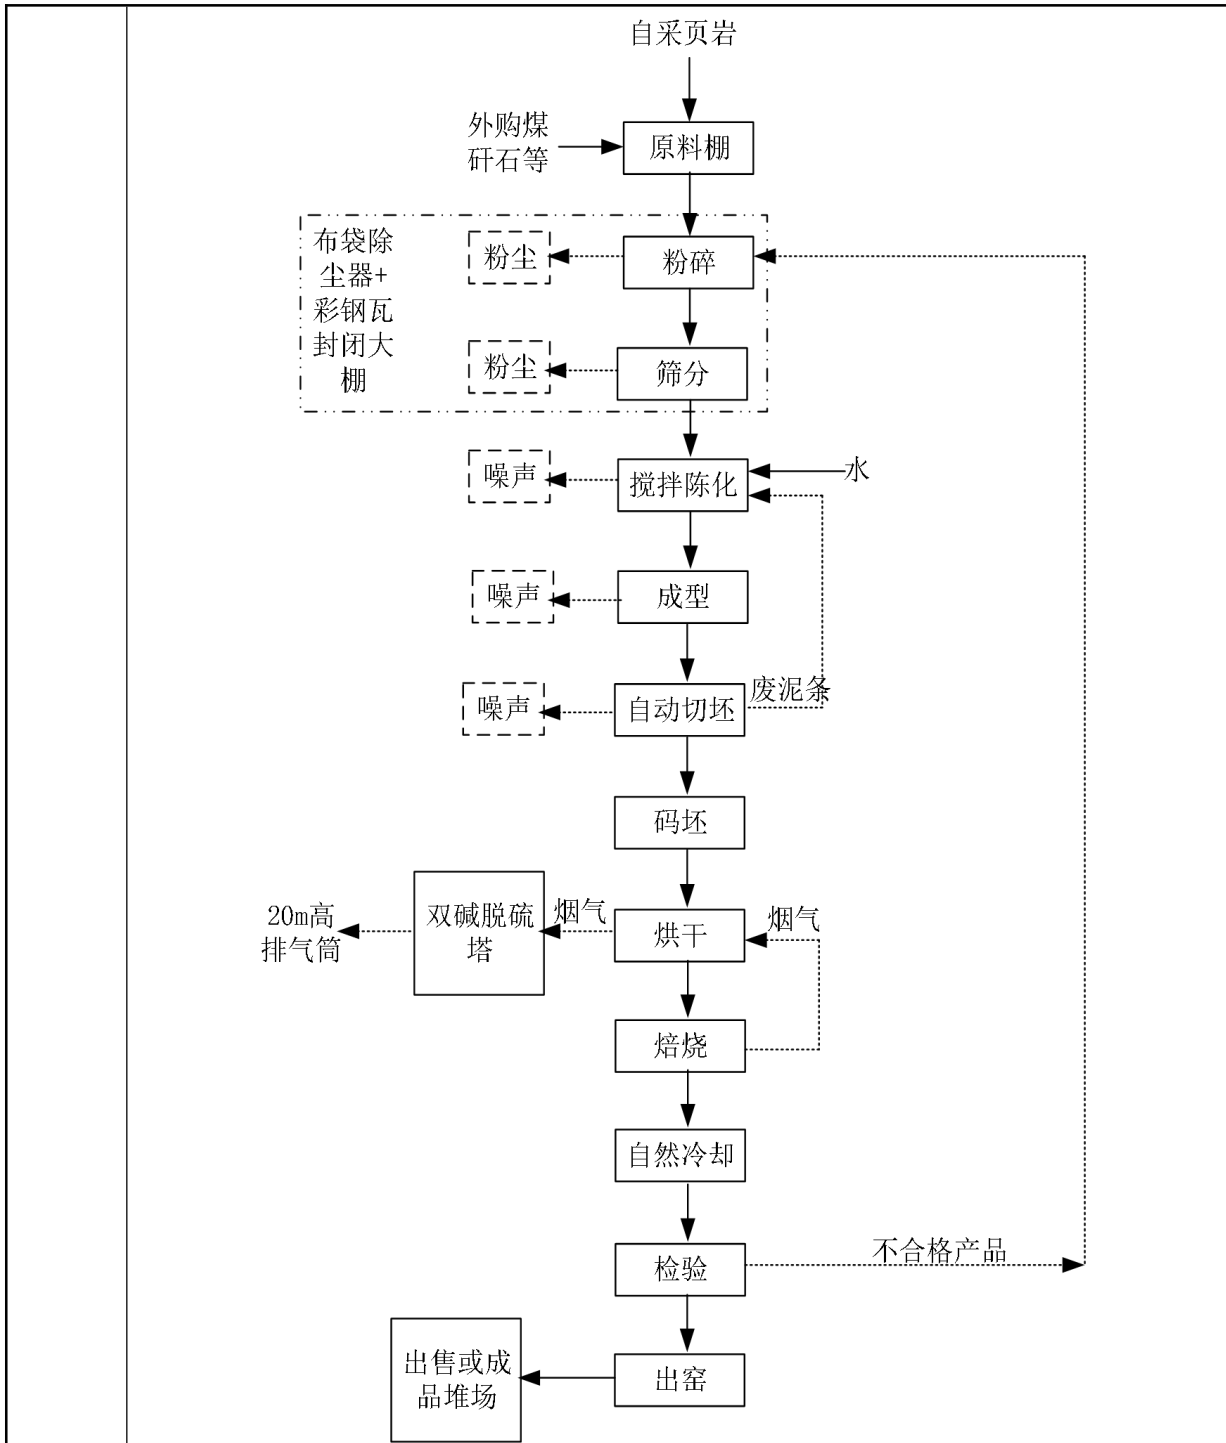 自采页岩
外购煤
矸石等
原料棚
布袋除
尘器+
彩钢瓦
封闭大
棚
粉尘
粉碎
粉尘
筛分
噪声
搅拌陈化
水
噪声
成型
噪声
自动切坯
废泥条
码坯
20m高
排气筒
双碱脱硫
塔
烟气
烘干
烟气
焙烧
自然冷却
检验
不合格产品
出售或成
品堆场
出窑